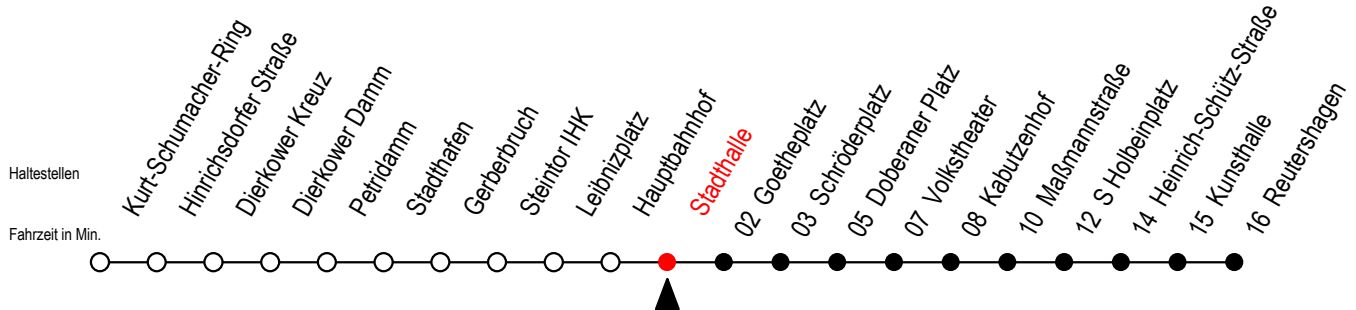 Haltestellen
Fahrzeit in Min.
Kurt-Schumacher-Ring
Hinrichsdorfer Straße
Dierkower Kreuz
Dierkower Damm
Petridamm
Stadthafen
Gerberbruch
Steintor IHK
Leibnizplatz
Hauptbahnhof
Stadthalle
02 Goetheplatz
03 Schröderplatz
05 Doberaner Platz
07 Volkstheater
08 Kabutzenhof
10 Maßmannstraße
12 S Holbeinplatz
14 Heinrich-Schütz-Straße
15 Kunsthalle
16 Reutershagen